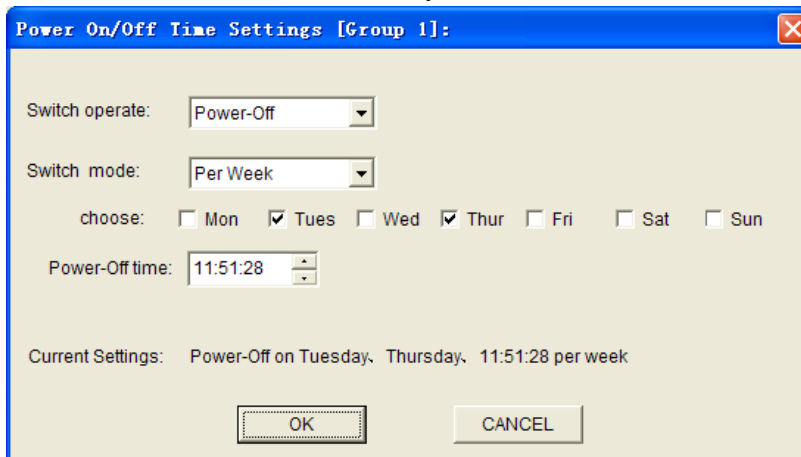 Power On/Off Time Settings [Group 1]:
Switch operate: Power-Off
Switch mode: Per Week
choose: Mon Tues Wed Thur Fri Sat Sun
Power-Off time: 11:51:28
Current Settings: Power-Off on Tuesday、Thursday、11:51:28 per week
OK CANCEL